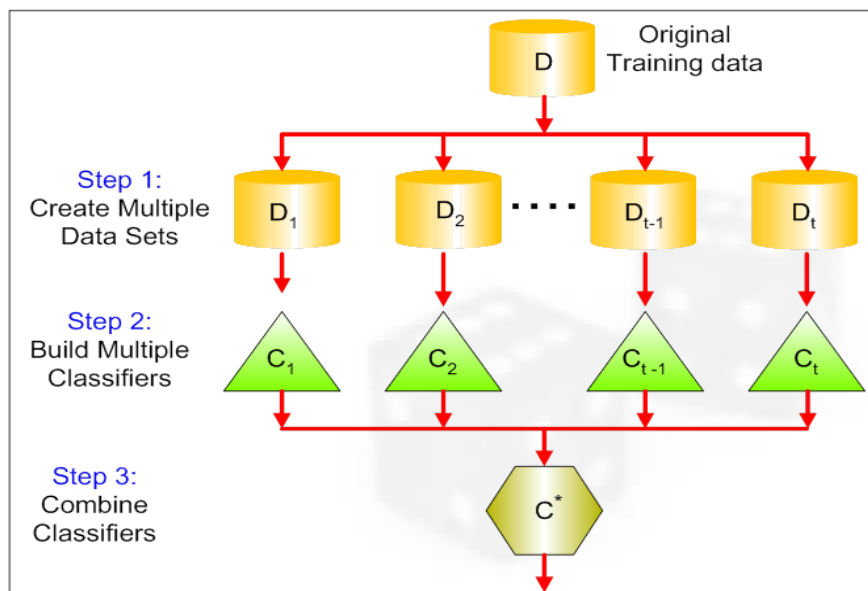 D
Original
Training data
Step 1:
Create Multiple
Data Sets
D1
D2
....
Dt-1
Dt
Step 2:
Build Multiple
Classifiers
C1
C2
Ct -1
Ct
Step 3:
Combine
Classifiers
C*